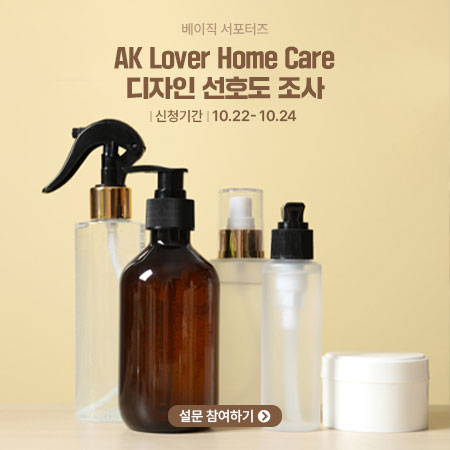 베이직 서포터즈
AK Lover Home Care
디자인 선호도 조사
| 신청기간 | 10.22- 10.24
설문 참여하기